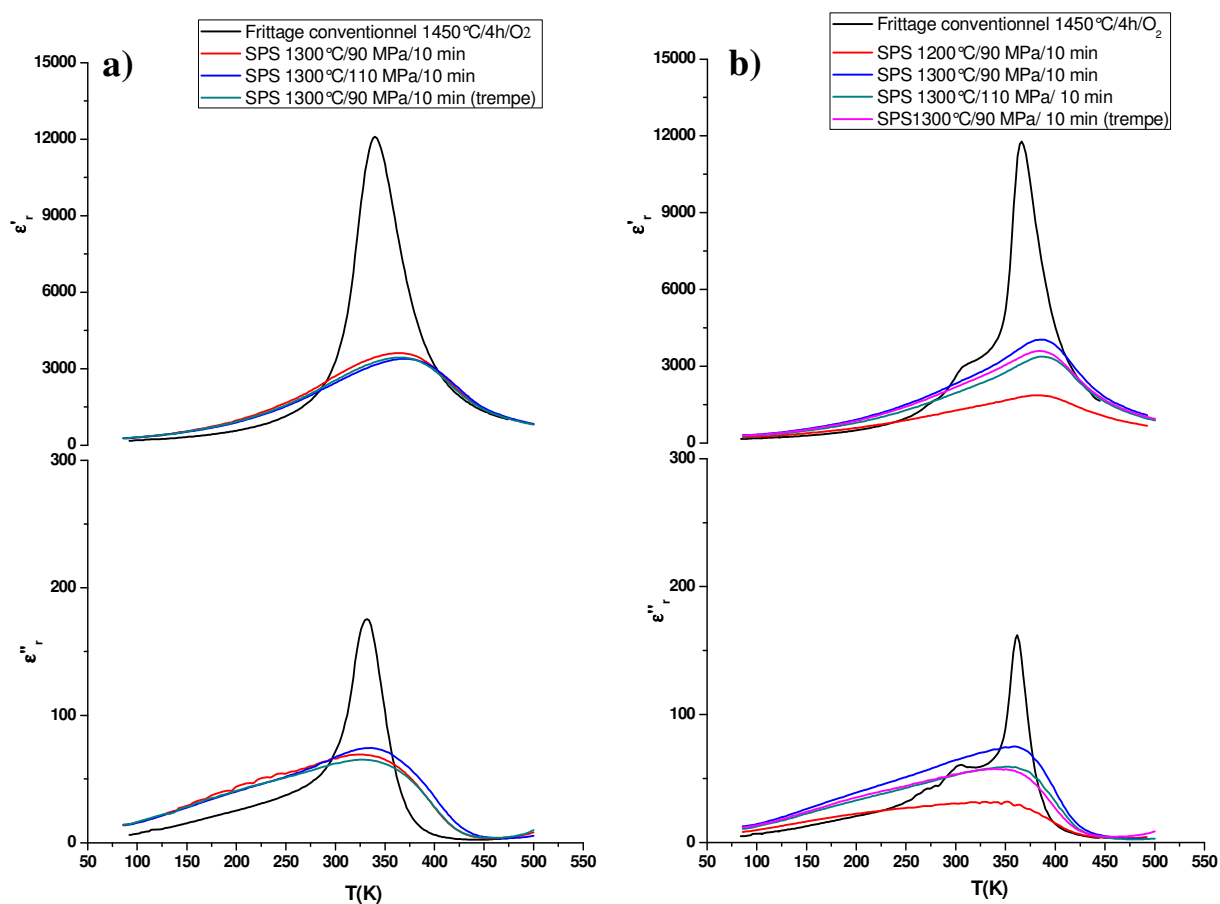 a)
Frittage conventionnel 1450°C/4h/O2
SPS 1300°C/90 MPa/10 min
SPS 1300°C/110 MPa/10 min
SPS 1300°C/90 MPa/10 min (trempe)
15000
12000
9000
6000
3000
0
ε'r
300
200
100
0
ε''r
50 100 150 200 250 300 350 400 450 500 550
T(K)
b)
Frittage conventionnel 1450°C/4h/O2
SPS 1200°C/90 MPa/10 min
SPS 1300°C/90 MPa/10 min
SPS 1300°C/110 MPa/ 10 min
SPS1300°C/90 MPa/ 10 min (trempe)
15000
12000
9000
6000
3000
0
ε'r
300
200
100
0
ε''r
50 100 150 200 250 300 350 400 450 500 550
T(K)